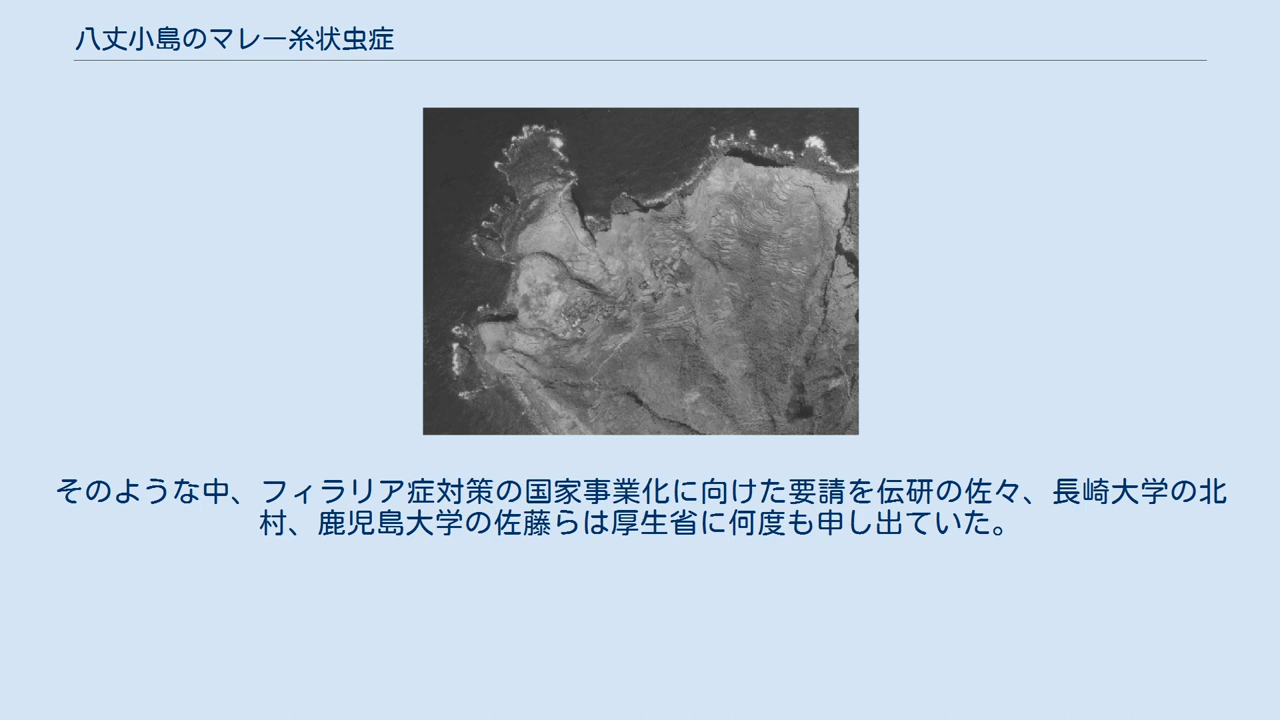 八丈小島のマレー糸状虫症
そのような中、フィラリア症対策の国家事業化に向けた要請を伝研の佐々、長崎大学の北
村、鹿児島大学の佐藤らは厚生省に何度も申し出ていた。